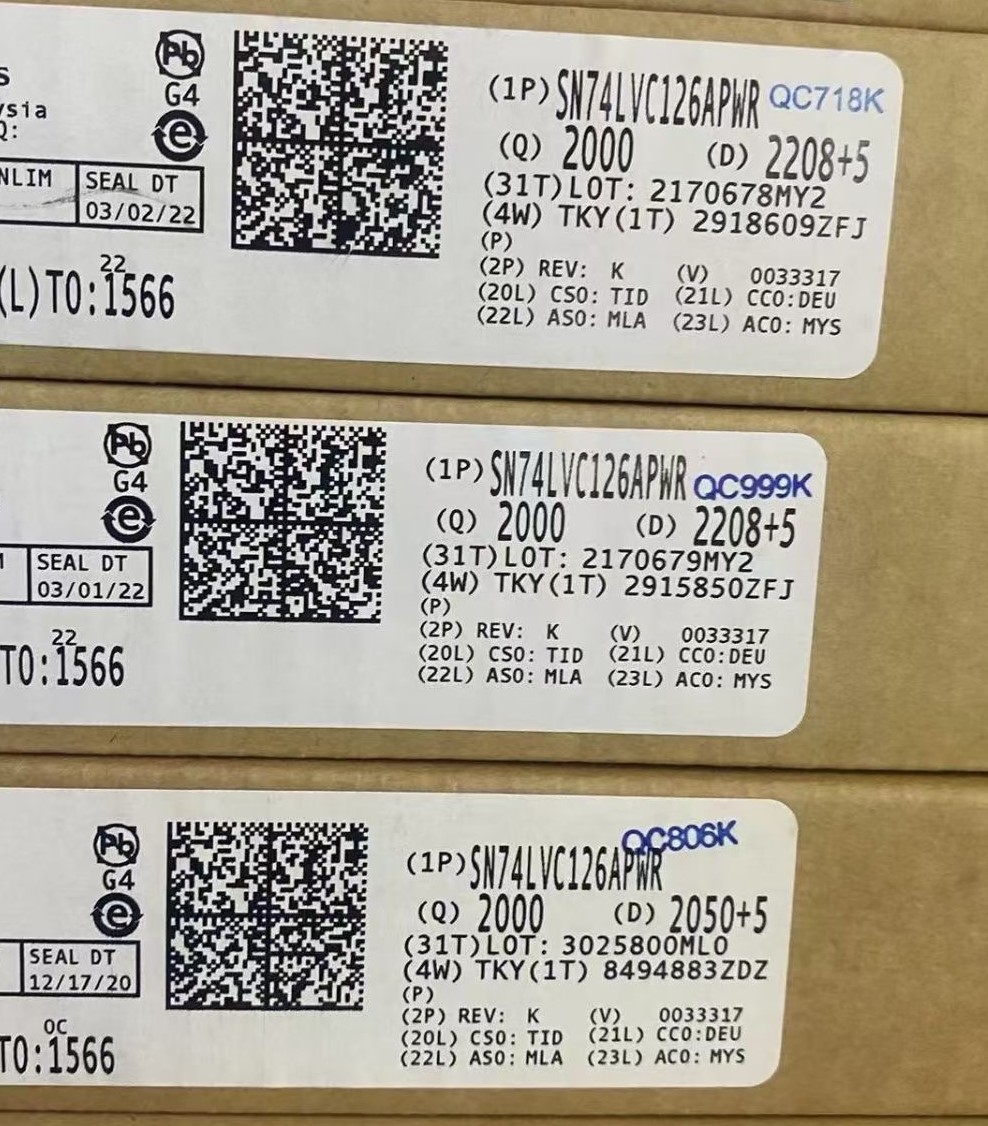 S
Pb
G4
e
ysia
Q:
NLIM
SEAL DT
03/02/22
22
(L)TO:1566
(1P)SN74LVC126APWR QC718K
(Q) 2000 (D) 2208+5
(31T)LOT: 2170678MY2
(4W) TKY(1T) 2918609ZFJ
(P)
(2P) REV: K (V) 0033317
(20L) CSO: TID (21L) CCO:DEU
(22L) ASO: MLA (23L) ACO: MYS
Pb
G4
e
SEAL DT
03/01/22
22
TO:1566
(1P)SN74LVC126APWR QC999K
(Q) 2000 (D) 2208+5
(31T)LOT: 2170679MY2
(4W) TKY(1T) 2915850ZFJ
(P)
(2P) REV: K (V) 0033317
(20L) CSO: TID (21L) CCO:DEU
(22L) ASO: MLA (23L) ACO: MYS
Pb
G4
e
SEAL DT
12/17/20
OC
TO:1566
QC806K
(1P)SN74LVC126APWR
(Q) 2000 (D) 2050+5
(31T)LOT: 3025800ML0
(4W) TKY(1T) 8494883ZDZ
(P)
(2P) REV: K (V) 0033317
(20L) CSO: TID (21L) CCO:DEU
(22L) ASO: MLA (23L) ACO: MYS